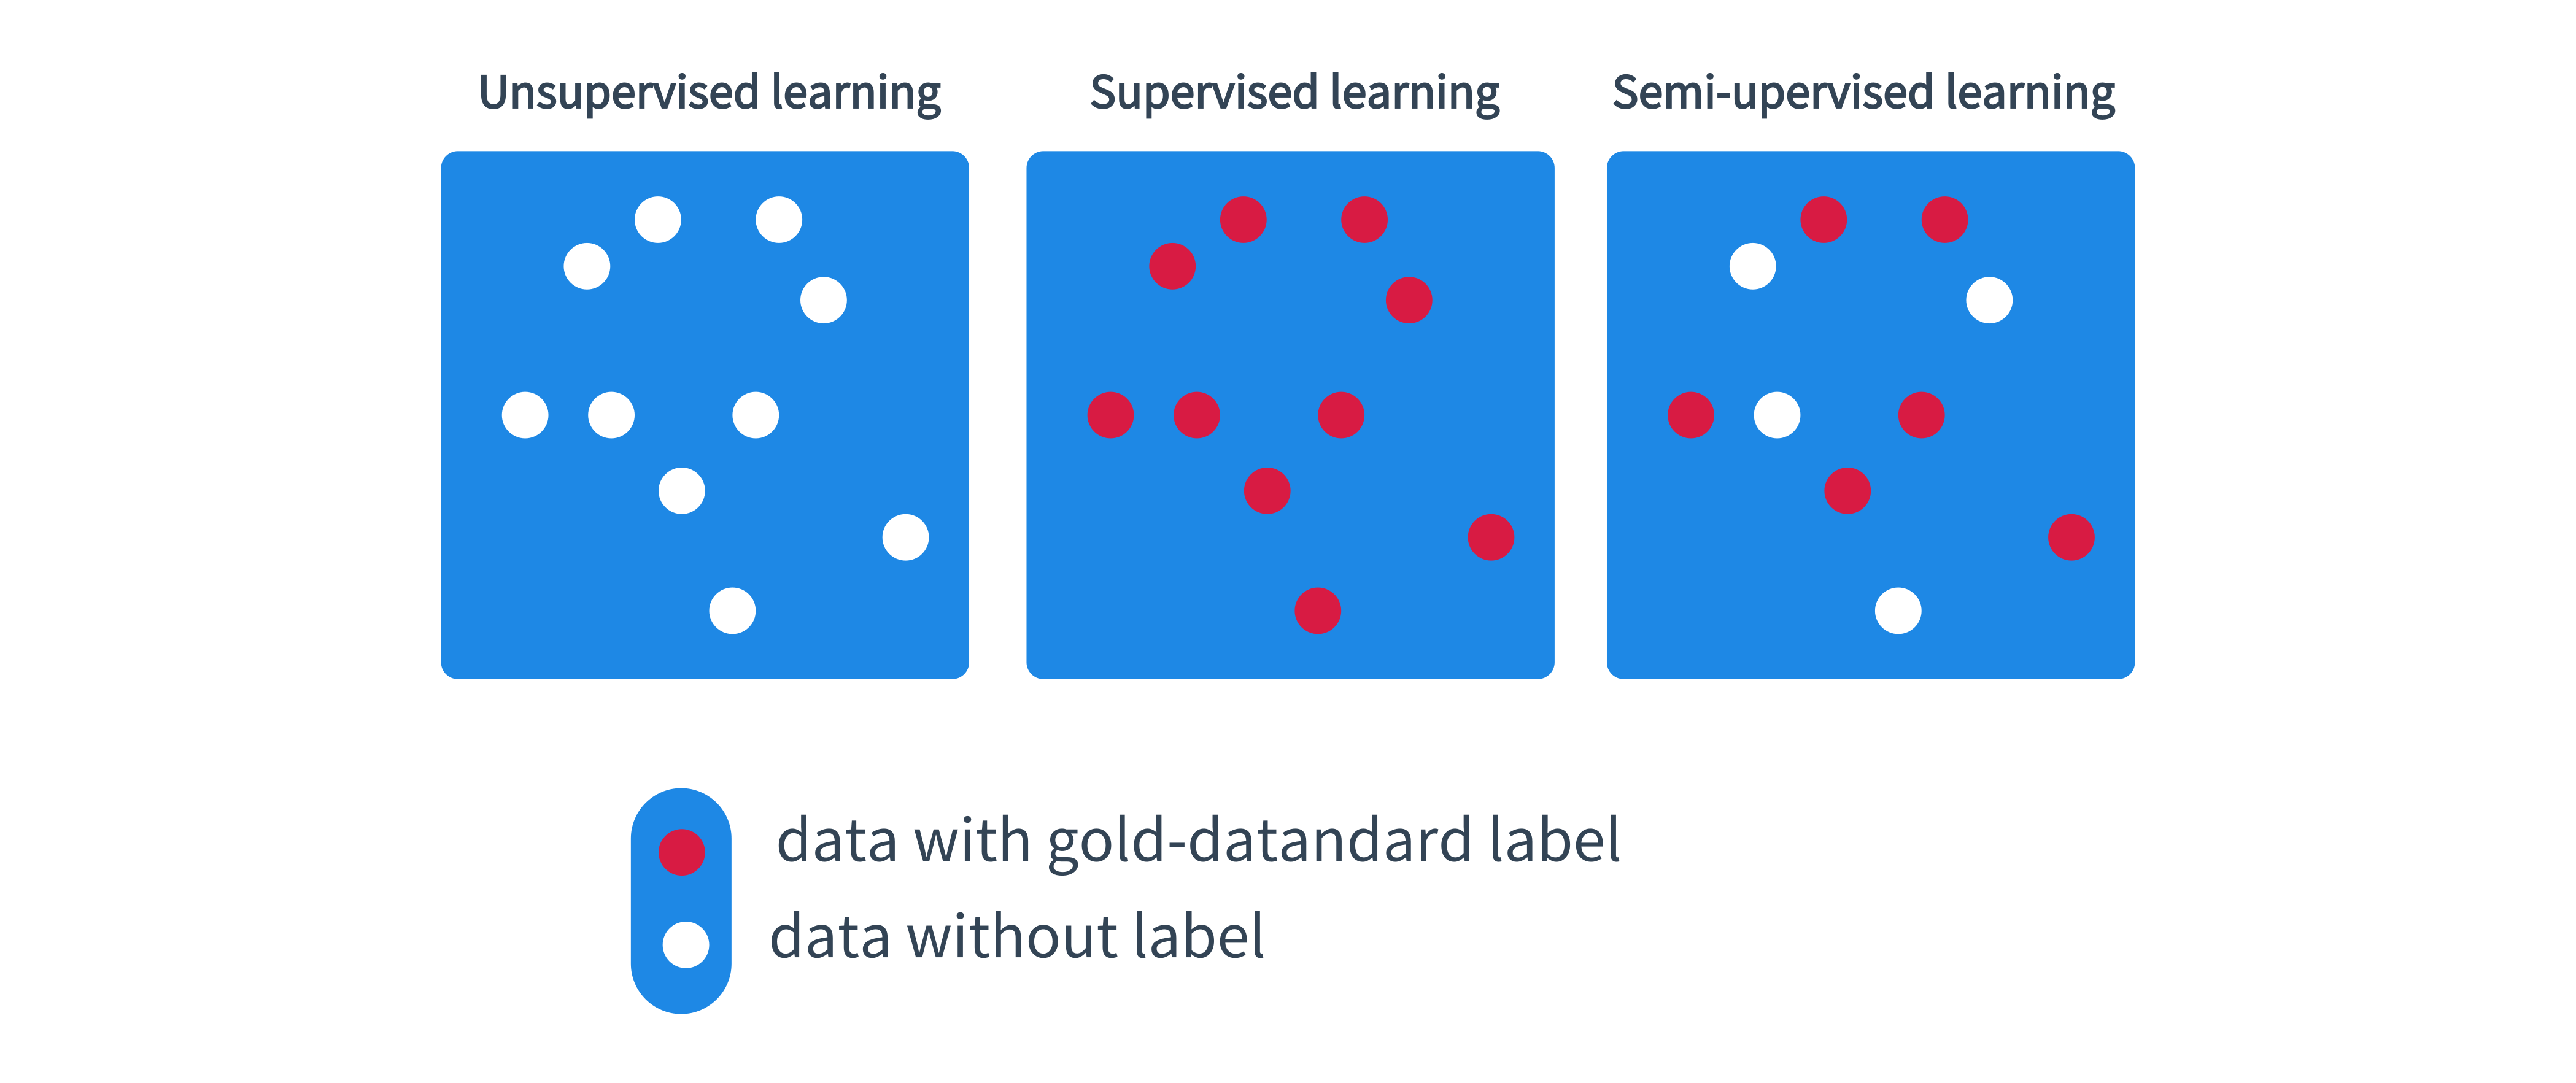 Unsupervised learning
Supervised learning
Semi-upervised learning
data with gold-datandard label
data without label